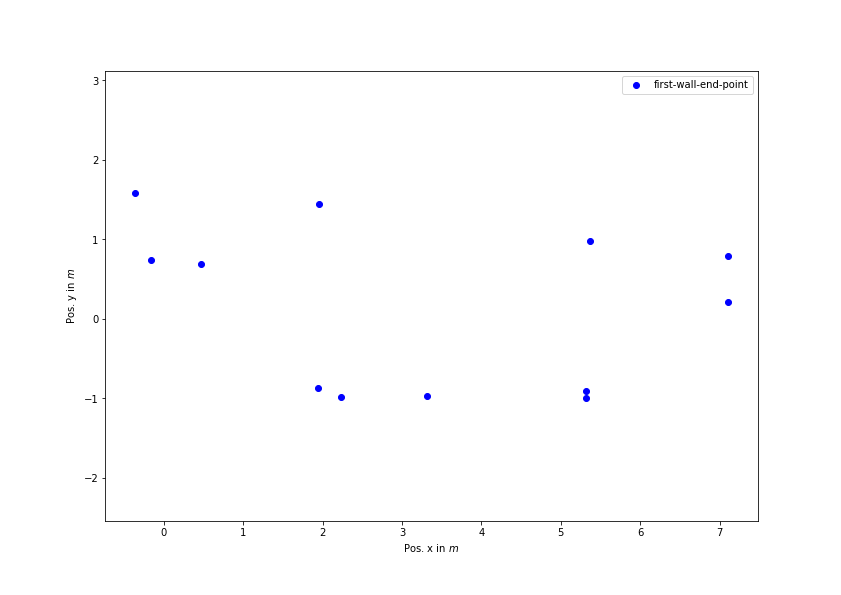 first-wall-end-point
3
2
1
0
−1
−2
Pos. y in m
0 1 2 3 4 5 6 7
Pos. x in m